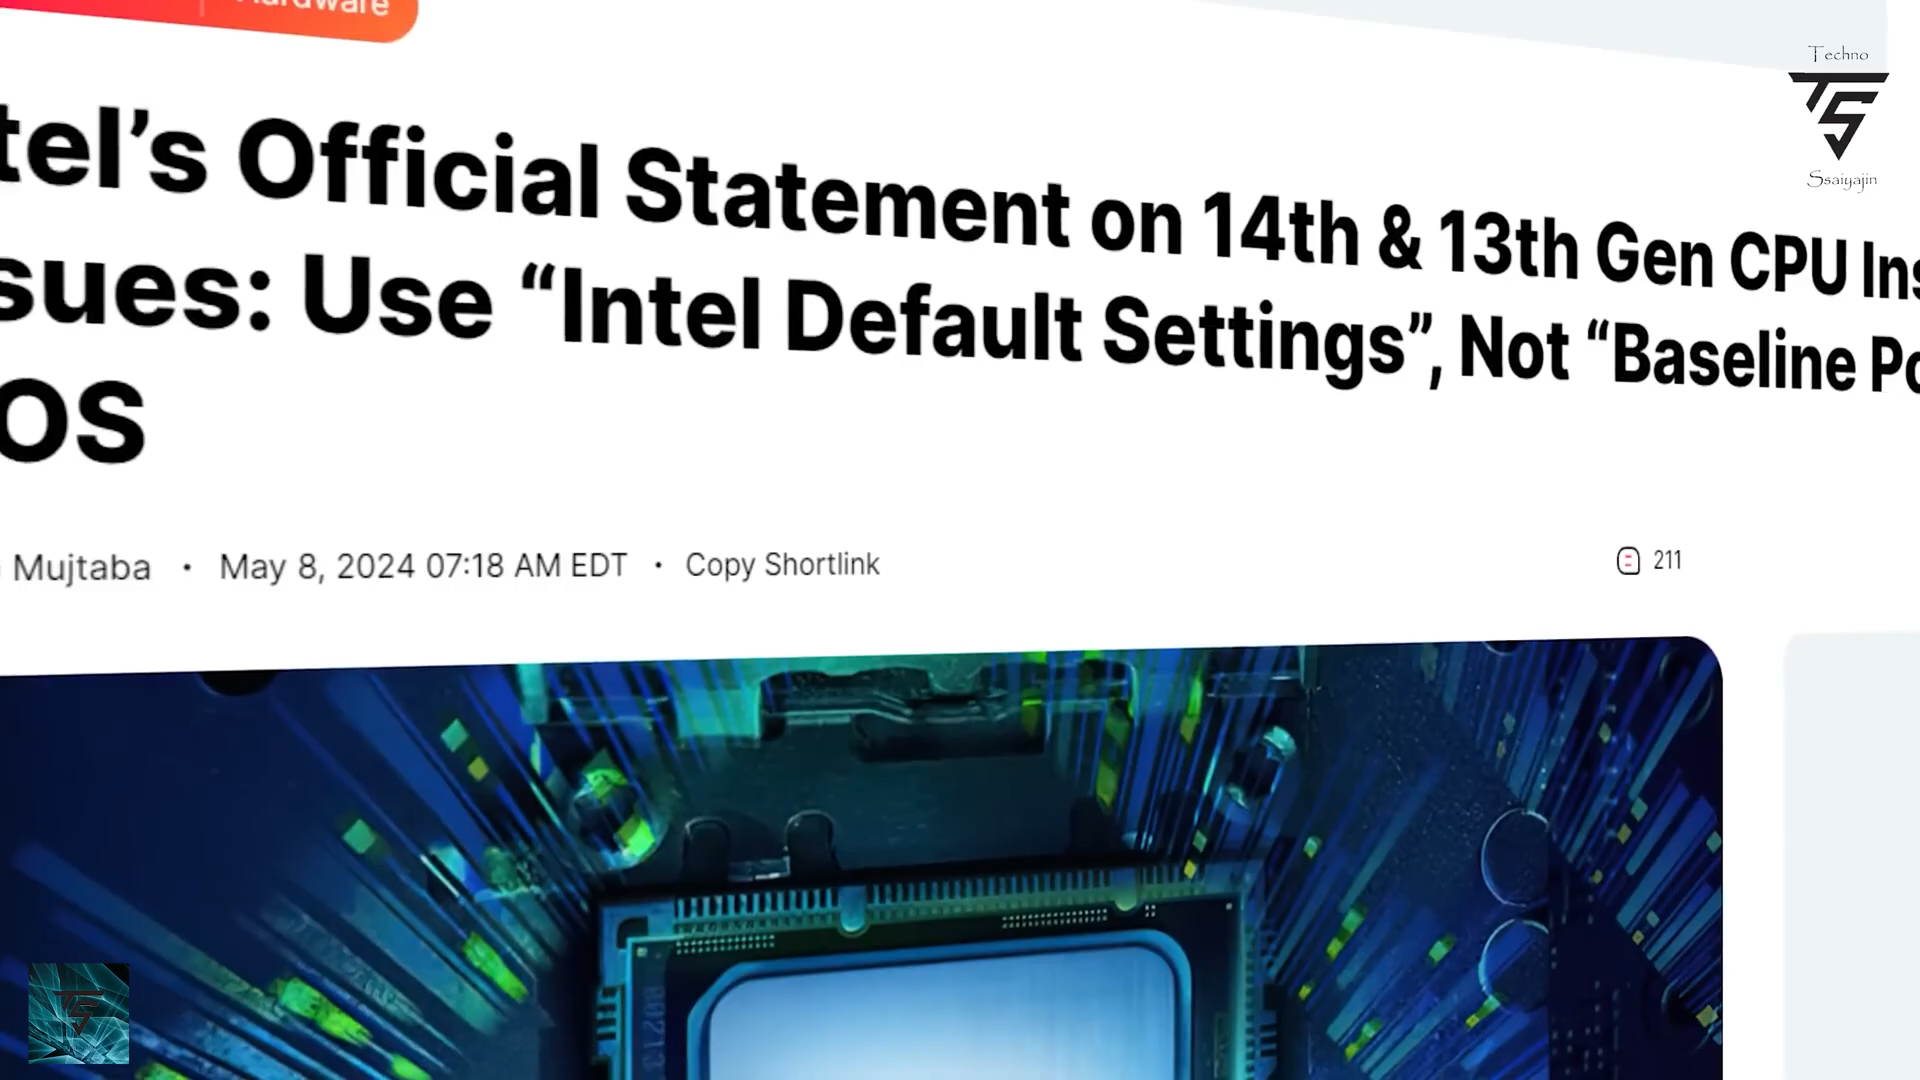 Hardware
Techno
TS
Ssaiyajin
tel’s Official Statement on 14th & 13th Gen CPU Ins
sues: Use “Intel Default Settings”, Not “Baseline Po
OS
Mujtaba • May 8, 2024 07:18 AM EDT • Copy Shortlink
211